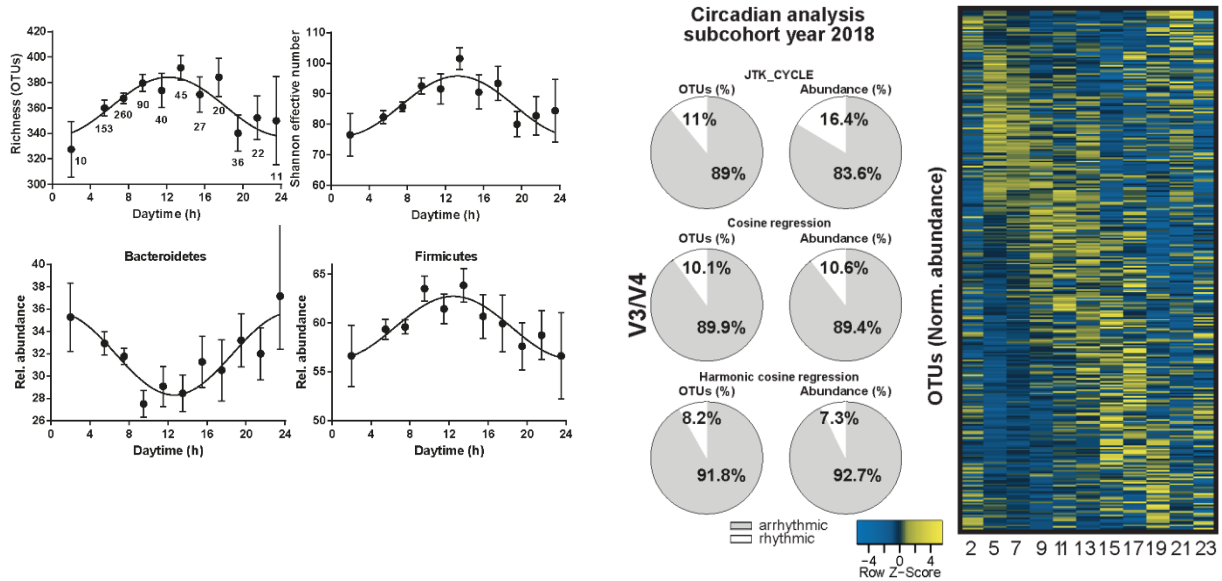 420
400
380
360
340
320
300
Richness (OTUs)
10
153
260
90
40
45
27
20
36
22
11
0 4 8 12 16 20 24
Daytime (h)
110
100
90
80
70
60
Shannon effective number
0 4 8 12 16 20 24
Daytime (h)
Bacteroidetes
40
38
36
34
32
30
28
26
Rel. abundance
0 4 8 12 16 20 24
Daytime (h)
Firmicutes
65
60
55
50
Rel. abundance
0 4 8 12 16 20 24
Daytime (h)
Circadian analysis
subcohort year 2018
JTK_CYCLE
OTUs (%) Abundance (%)
11% 16.4%
89% 83.6%
Cosine regression
OTUs (%) Abundance (%)
10.1% 10.6%
89.9% 89.4%
V3/V4
Harmonic cosine regression
OTUs (%) Abundance (%)
8.2% 7.3%
91.8% 92.7%
arrhythmic
rhythmic
−4 0 4
Row Z−Score
OTUs (Norm. abundance)
2 5 7 9 11 13 15 17 19 21 23